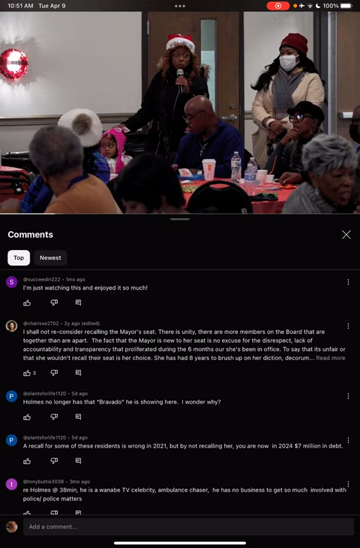 10:51 AM Tue Apr 9
100%
Comments
Top
Newest
S
@succeedin222 • 1mo ago
I'm just watching this and enjoyed it so much!
@charisse2702 • 2y ago (edited)
I shall not re-consider recalling the Mayor's seat. There is unity, there are more members on the Board that are
together than are apart. The fact that the Mayor is new to her seat is no excuse for the disrespect, lack of
accountability and transparency that proliferated during the 6 months our she's been in office. To say that its unfair or
that she wouldn't recall their seat is her choice. She has had 8 years to brush up on her diction, decorum... Read more
3
P
@plantsforlife1120 • 5d ago
Holmes no longer has that "Bravado" he is showing here. I wonder why?
P
@plantsforlife1120 • 5d ago
A recall for some of these residents is wrong in 2021, but by not recalling her, you are now in 2024 $7 million in debt.
t
@tonytuttle3038 • 3mo ago
re Holmes @ 38min, he is a wanabe TV celebrity, ambulance chaser, he has no business to get so much involved with
police/ police matters
Add a comment...